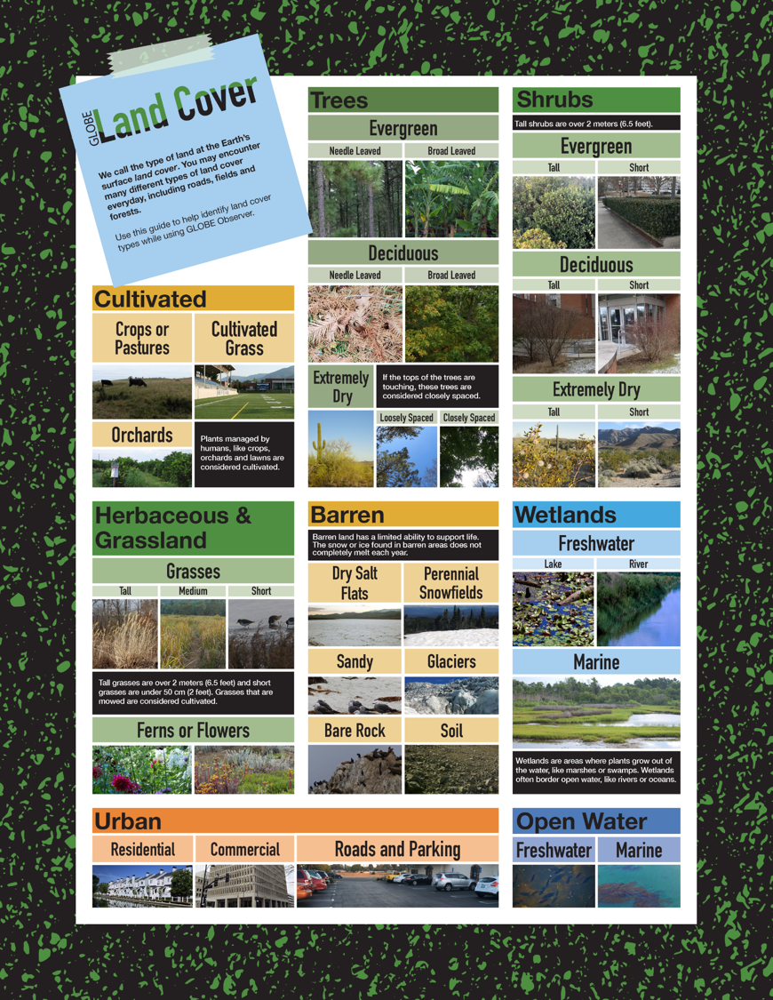 GLOBE
Land Cover
We call the type of land at the Earth's
surface land cover. You may encounter
many different types of land cover
everyday, including roads, fields and
forests.
Use this guide to help identify land cover
types while using GLOBE Observer.
Trees
Evergreen
Needle Leaved
Broad Leaved
Deciduous
Needle Leaved
Broad Leaved
Extremely
Dry
If the tops of the trees are
touching, these trees are
considered closely spaced.
Loosely Spaced
Closely Spaced
Shrubs
Tall shrubs are over 2 meters (6.5 feet).
Evergreen
Tall
Short
Deciduous
Tall
Short
Extremely Dry
Tall
Short
Cultivated
Crops or
Pastures
Cultivated
Grass
Orchards
Plants managed by
humans, like crops,
orchards and lawns are
considered cultivated.
Herbaceous &
Grassland
Grasses
Tall
Medium
Short
Tall grasses are over 2 meters (6.5 feet) and short
grasses are under 50 cm (2 feet). Grasses that are
mowed are considered cultivated.
Ferns or Flowers
Barren
Barren land has a limited ability to support life.
The snow or ice found in barren areas does not
completely melt each year.
Dry Salt
Flats
Perennial
Snowfields
Sandy
Glaciers
Bare Rock
Soil
Wetlands
Freshwater
Lake
River
Marine
Wetlands are areas where plants grow out of
the water, like marshes or swamps. Wetlands
often border open water, like rivers or oceans.
Urban
Residential
Commercial
Roads and Parking
Open Water
Freshwater
Marine